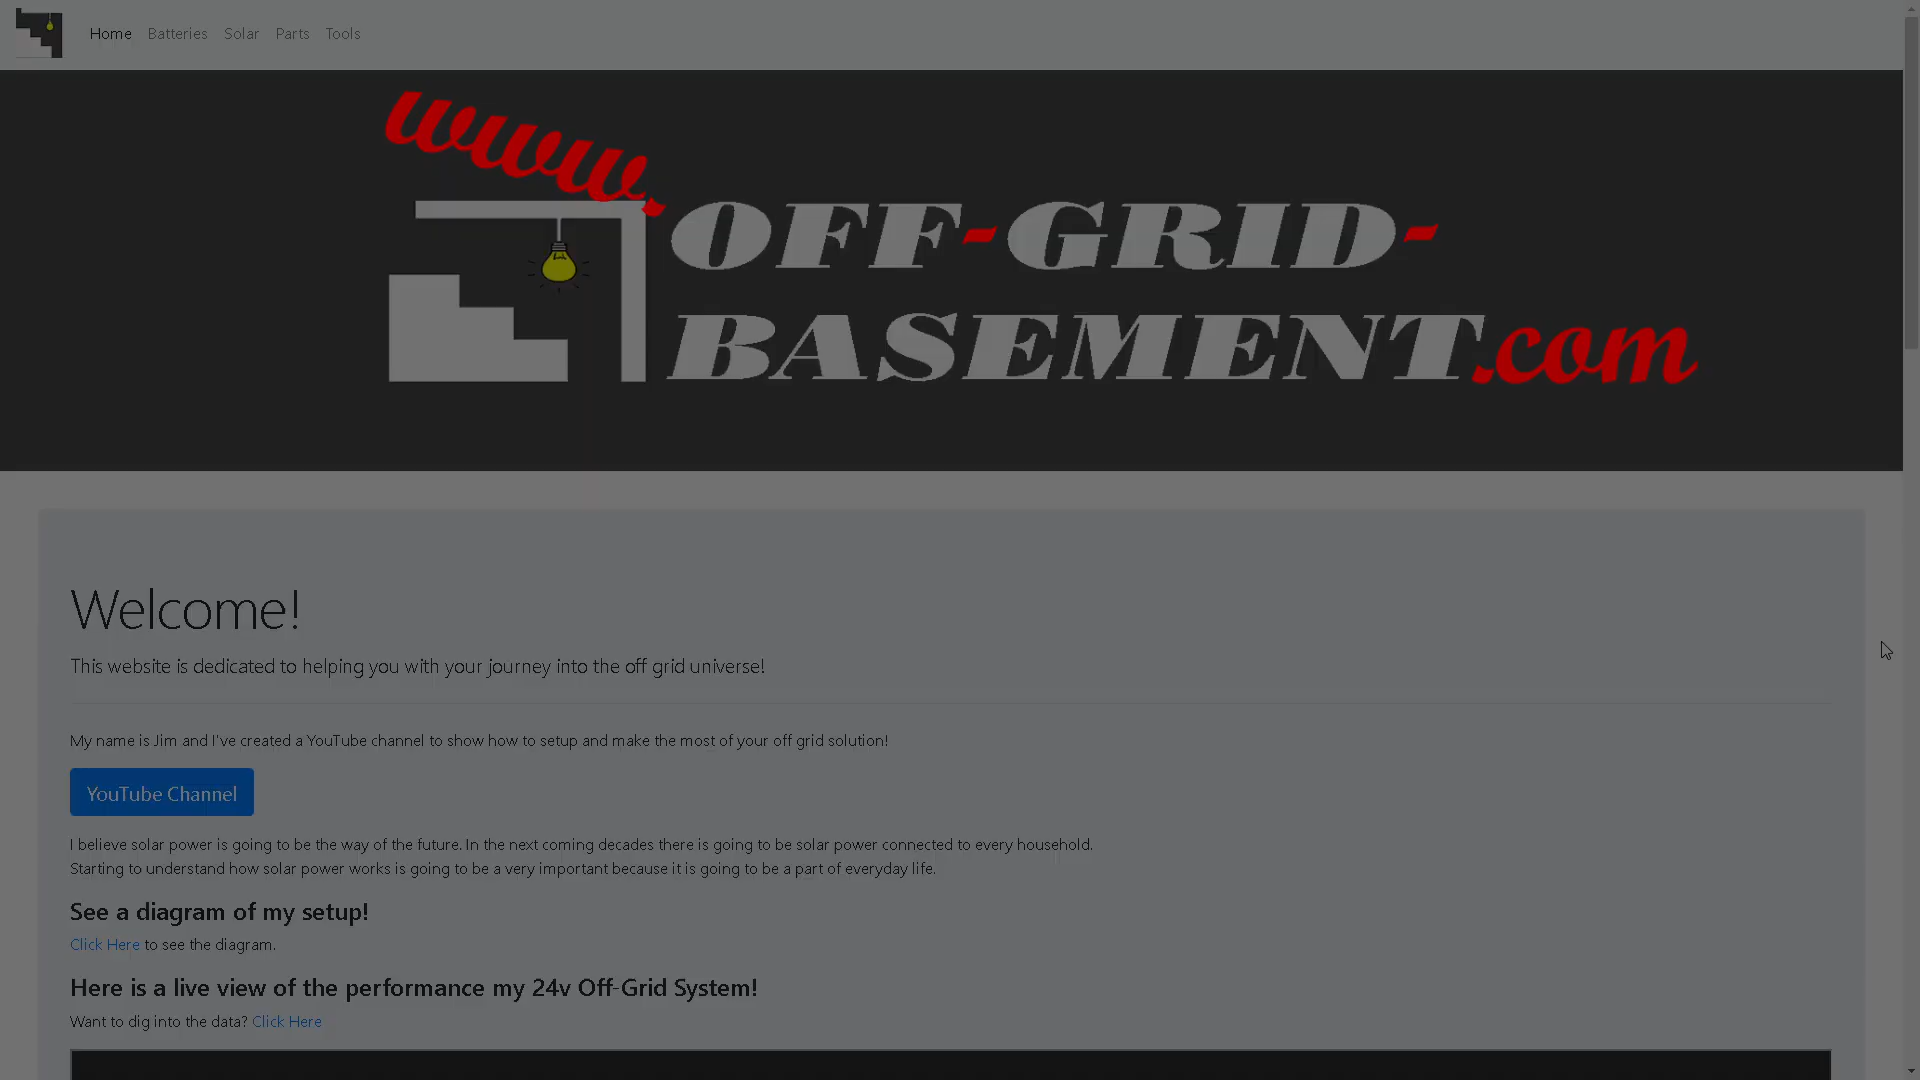 Home Batteries Solar Parts Tools
www.
OFF-GRID-
BASEMENT.com
Welcome!
This website is dedicated to helping you with your journey into the off grid universe!
My name is Jim and I've created a YouTube channel to show how to setup and make the most of your off grid solution!
YouTube Channel
I believe solar power is going to be the way of the future. In the next coming decades there is going to be solar power connected to every household.
Starting to understand how solar power works is going to be a very important because it is going to be a part of everyday life.
See a diagram of my setup!
Click Here to see the diagram.
Here is a live view of the performance my 24v Off-Grid System!
Want to dig into the data? Click Here